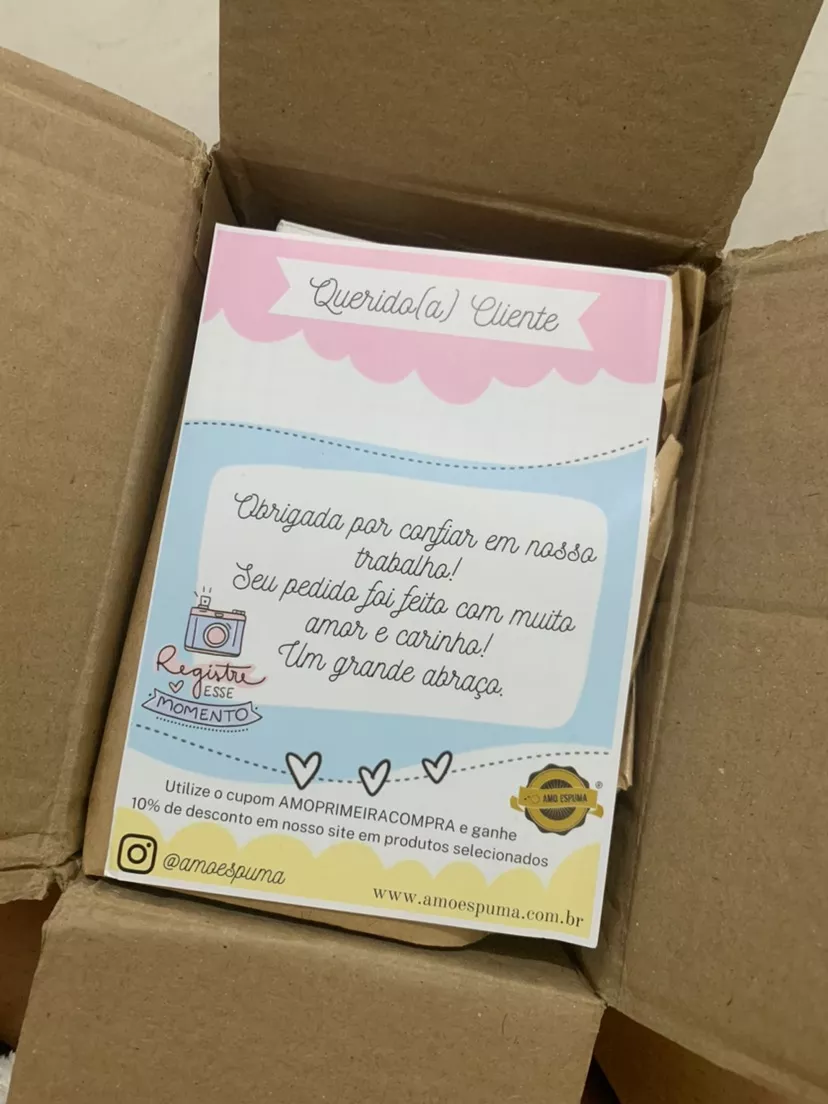 Querido(a) Cliente
Obrigada por confiar em nosso
trabalho!
Seu pedido foi feito com muito
amor e carinho!
Um grande abraço.
Registre
ESSE
MOMENTO
Utilize o cupom AMOPRIMEIRACOMPRA e ganhe
10% de desconto em nosso site em produtos selecionados
AMO ESPUMA
®
@amoespuma
www.amoespuma.com.br